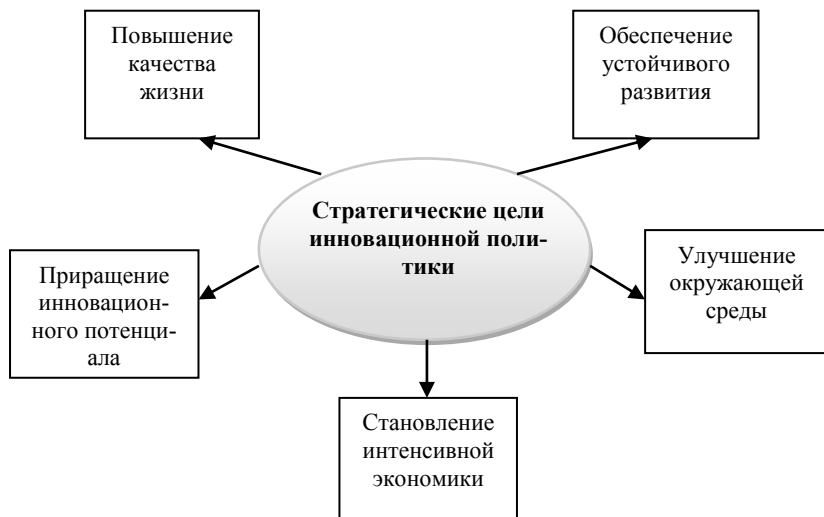 Повышение
качества
жизни
Обеспечение
устойчивого
развития
Стратегические цели
инновационной поли-
тики
Приращение
инновацион-
ного потенци-
ала
Улучшение
окружающей
среды
Становление
интенсивной
экономики